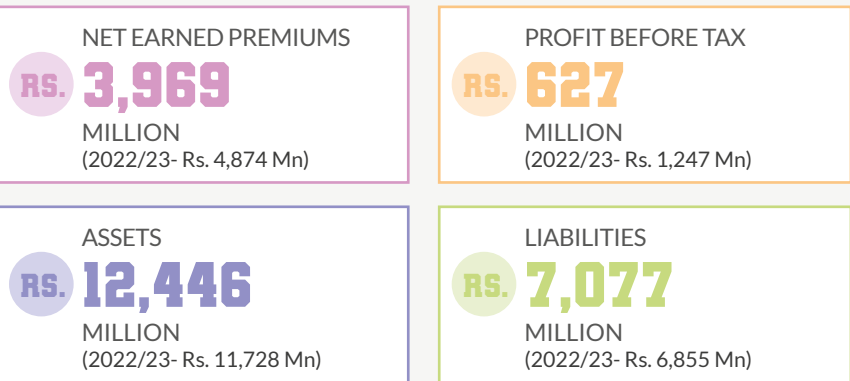 NET EARNED PREMIUMS
RS. 3,969
MILLION
(2022/23- Rs. 4,874 Mn)
PROFIT BEFORE TAX
RS. 627
MILLION
(2022/23- Rs. 1,247 Mn)
ASSETS
RS. 12,446
MILLION
(2022/23- Rs. 11,728 Mn)
LIABILITIES
RS. 7,077
MILLION
(2022/23- Rs. 6,855 Mn)